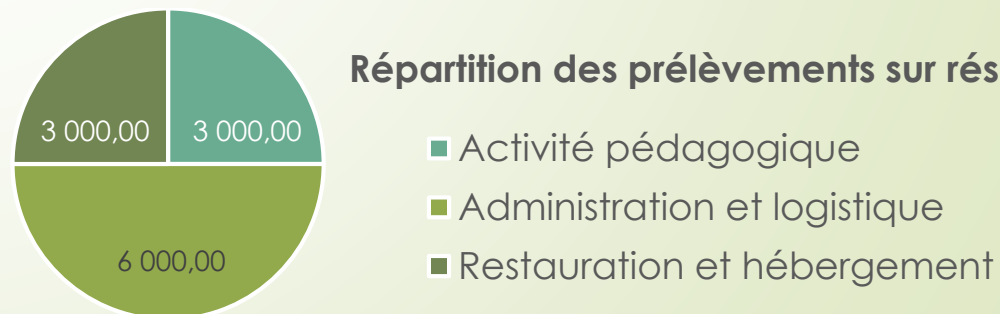 Répartition des prélèvements sur rés
3 000,00 3 000,00
6 000,00
Activité pédagogique
Administration et logistique
Restauration et hébergement